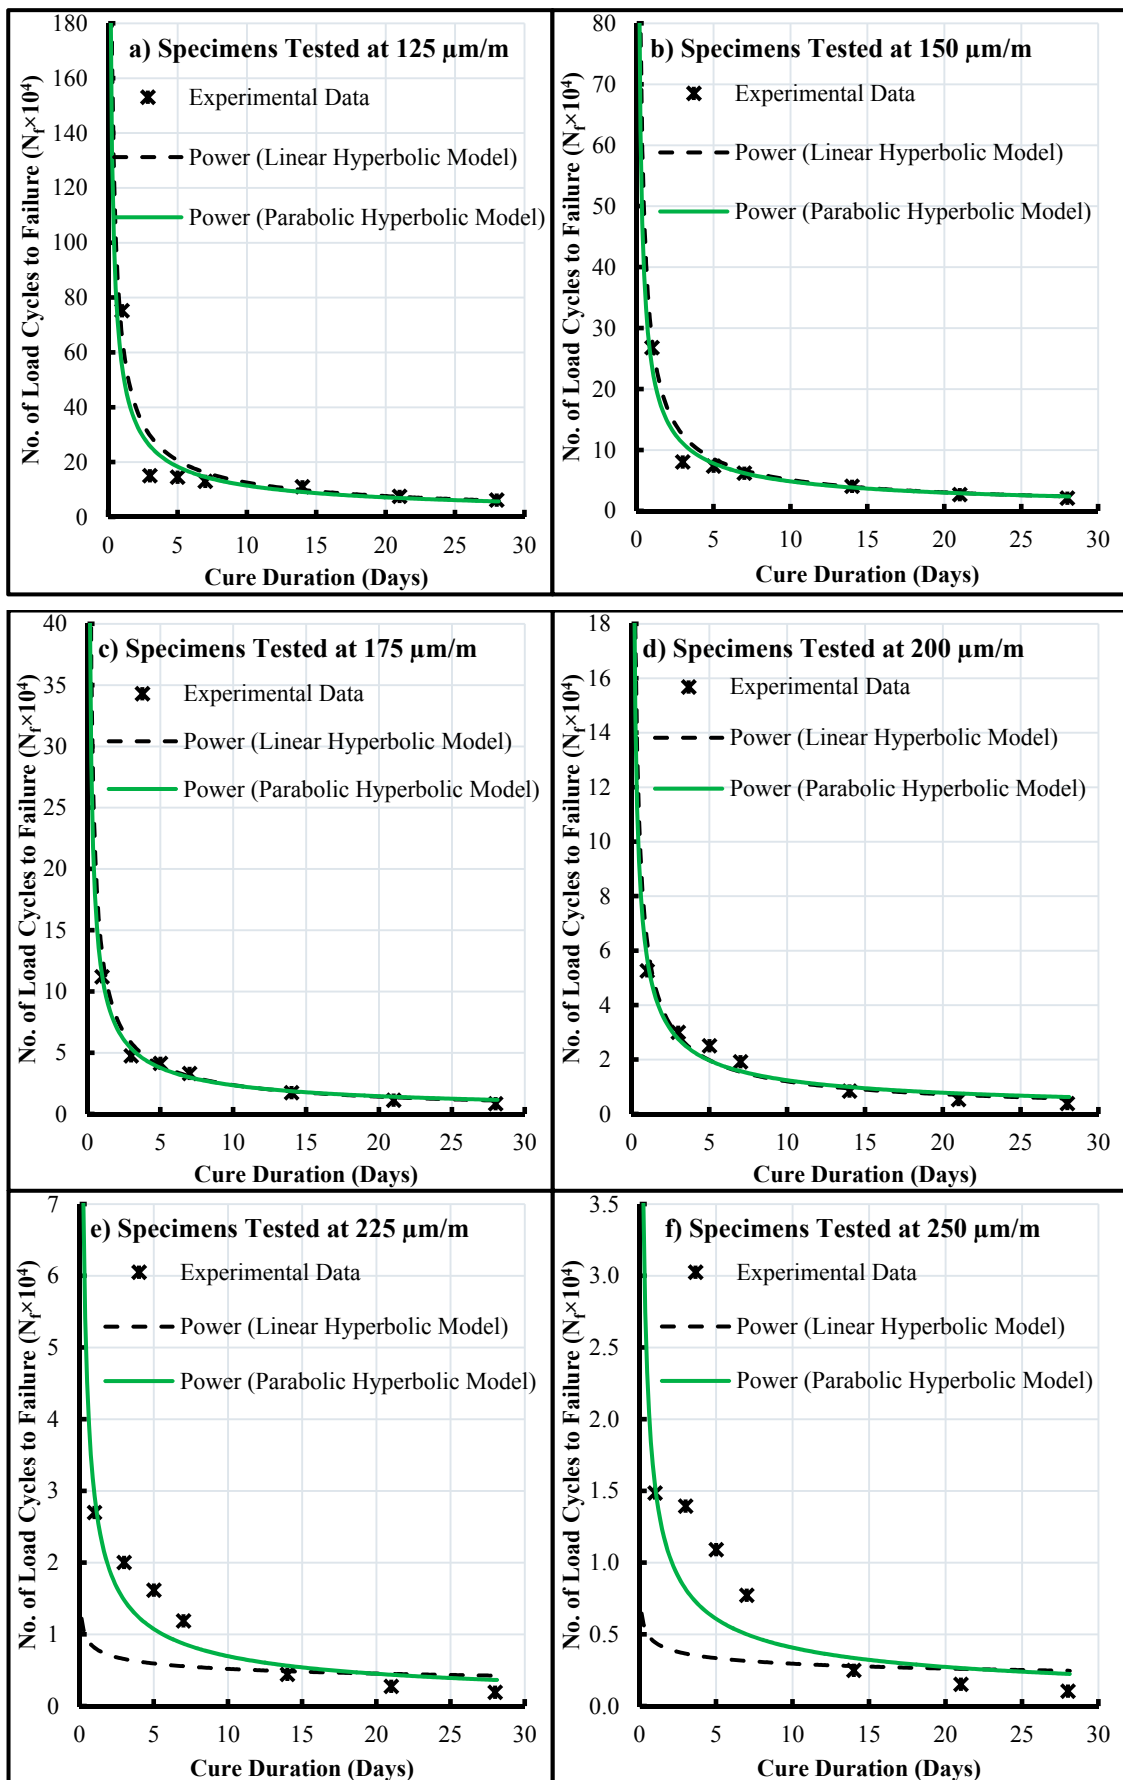 a) Specimens Tested at 125 µm/m
Experimental Data
Power (Linear Hyperbolic Model)
Power (Parabolic Hyperbolic Model)
No. of Load Cycles to Failure (Nf×10⁴)
180
160
140
120
100
80
60
40
20
0
0 5 10 15 20 25 30
Cure Duration (Days)
b) Specimens Tested at 150 µm/m
Experimental Data
Power (Linear Hyperbolic Model)
Power (Parabolic Hyperbolic Model)
No. of Load Cycles to Failure (Nf×10⁴)
80
70
60
50
40
30
20
10
0
0 5 10 15 20 25 30
Cure Duration (Days)
c) Specimens Tested at 175 µm/m
Experimental Data
Power (Linear Hyperbolic Model)
Power (Parabolic Hyperbolic Model)
No. of Load Cycles to Failure (Nf×10⁴)
40
35
30
25
20
15
10
5
0
0 5 10 15 20 25 30
Cure Duration (Days)
d) Specimens Tested at 200 µm/m
Experimental Data
Power (Linear Hyperbolic Model)
Power (Parabolic Hyperbolic Model)
No. of Load Cycles to Failure (Nf×10⁴)
18
16
14
12
10
8
6
4
2
0
0 5 10 15 20 25 30
Cure Duration (Days)
e) Specimens Tested at 225 µm/m
Experimental Data
Power (Linear Hyperbolic Model)
Power (Parabolic Hyperbolic Model)
No. of Load Cycles to Failure (Nf×10⁴)
7
6
5
4
3
2
1
0
0 5 10 15 20 25 30
Cure Duration (Days)
f) Specimens Tested at 250 µm/m
Experimental Data
Power (Linear Hyperbolic Model)
Power (Parabolic Hyperbolic Model)
No. of Load Cycles to Failure (Nf×10⁴)
3.5
3.0
2.5
2.0
1.5
1.0
0.5
0.0
0 5 10 15 20 25 30
Cure Duration (Days)